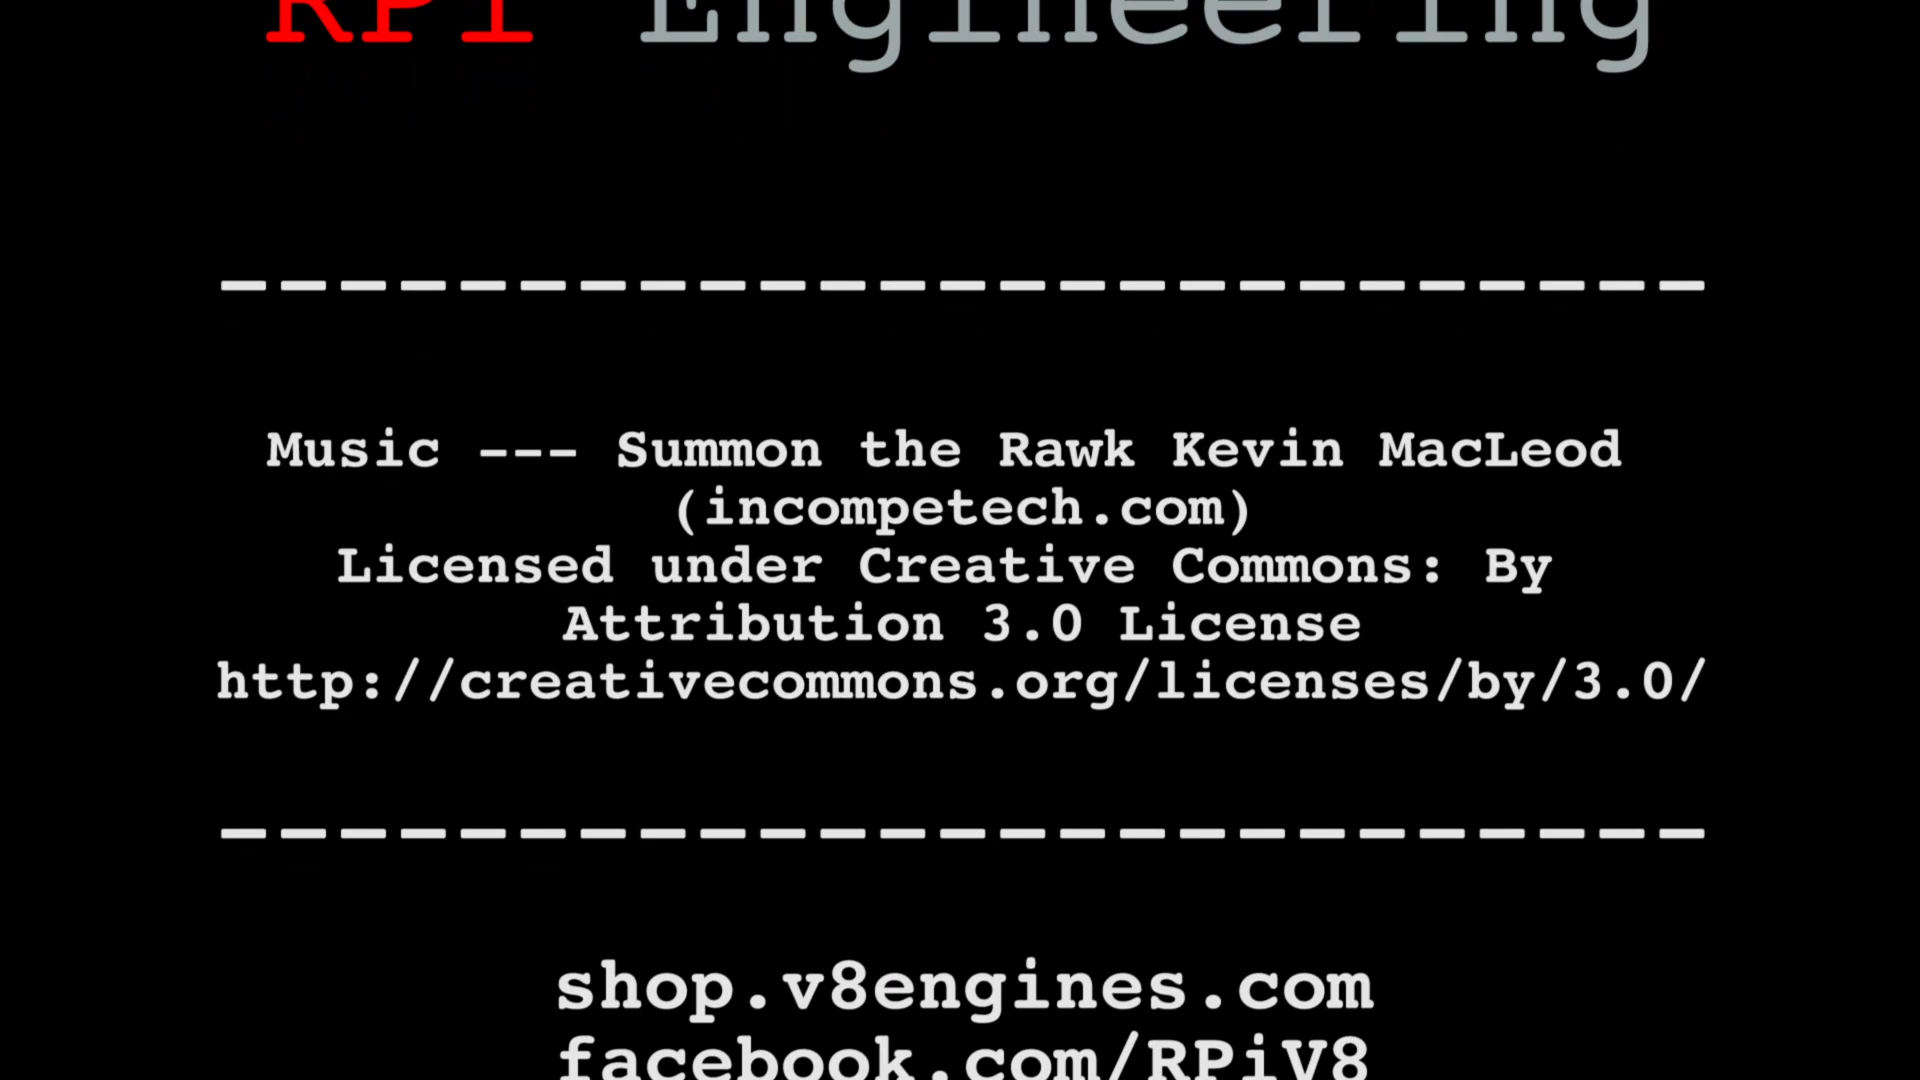 RPi Engineering
-------------------------
Music --- Summon the Rawk Kevin MacLeod
(incompetech.com)
Licensed under Creative Commons: By
Attribution 3.0 License
http://creativecommons.org/licenses/by/3.0/
-------------------------
shop.v8engines.com
facebook.com/RPiV8